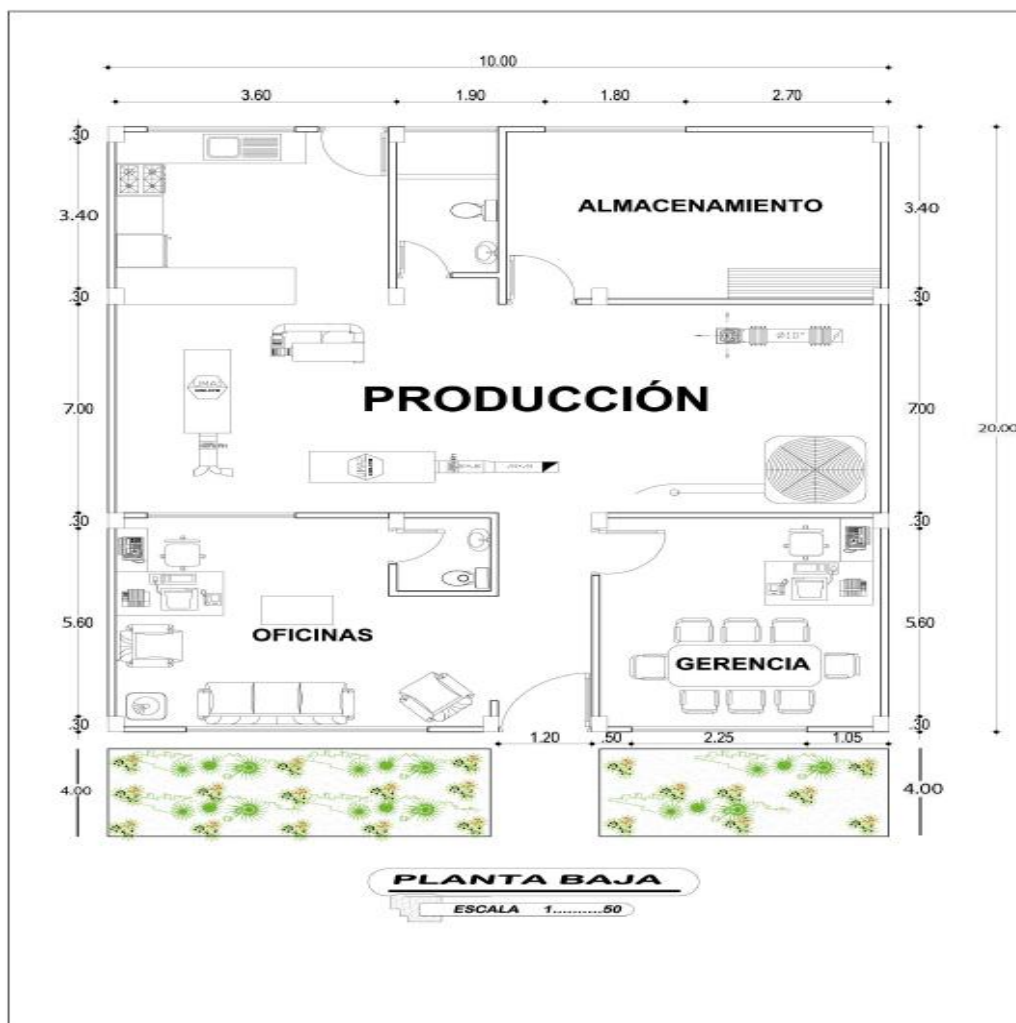 10.00
3.60 1.90 1.80 2.70
.30 .30
ALMACENAMIENTO
3.40 3.40
.30 .30
Ø10"
PRODUCCIÓN
7.00 7.00
20.00
.30 .30
5.60 5.60
OFICINAS
GERENCIA
.30 .30
1.20 .50 2.25 1.05
4.00 4.00
PLANTA BAJA
ESCALA 1..........50